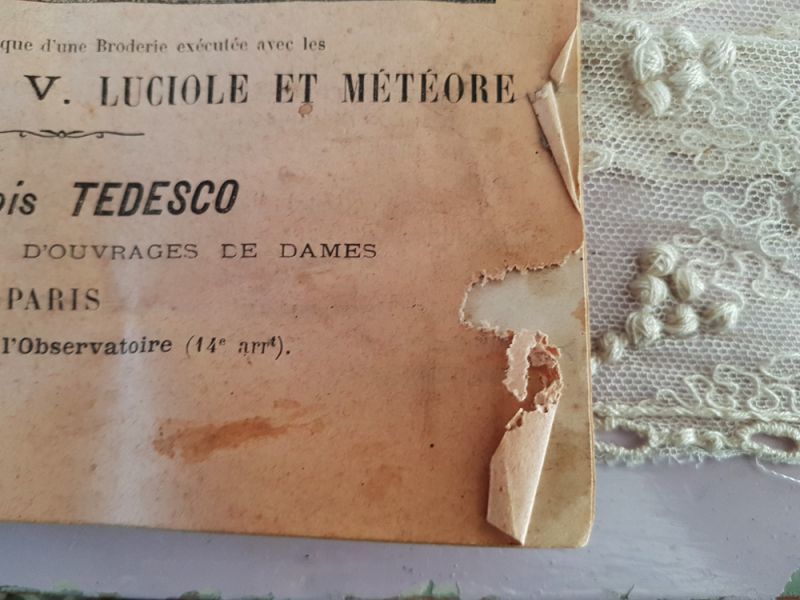 que d'une Broderie exécutée avec les
V. LUCIOLE ET MÉTÉORE
ois TEDESCO
D'OUVRAGES DE DAMES
PARIS
l'Observatoire (14e arrt).